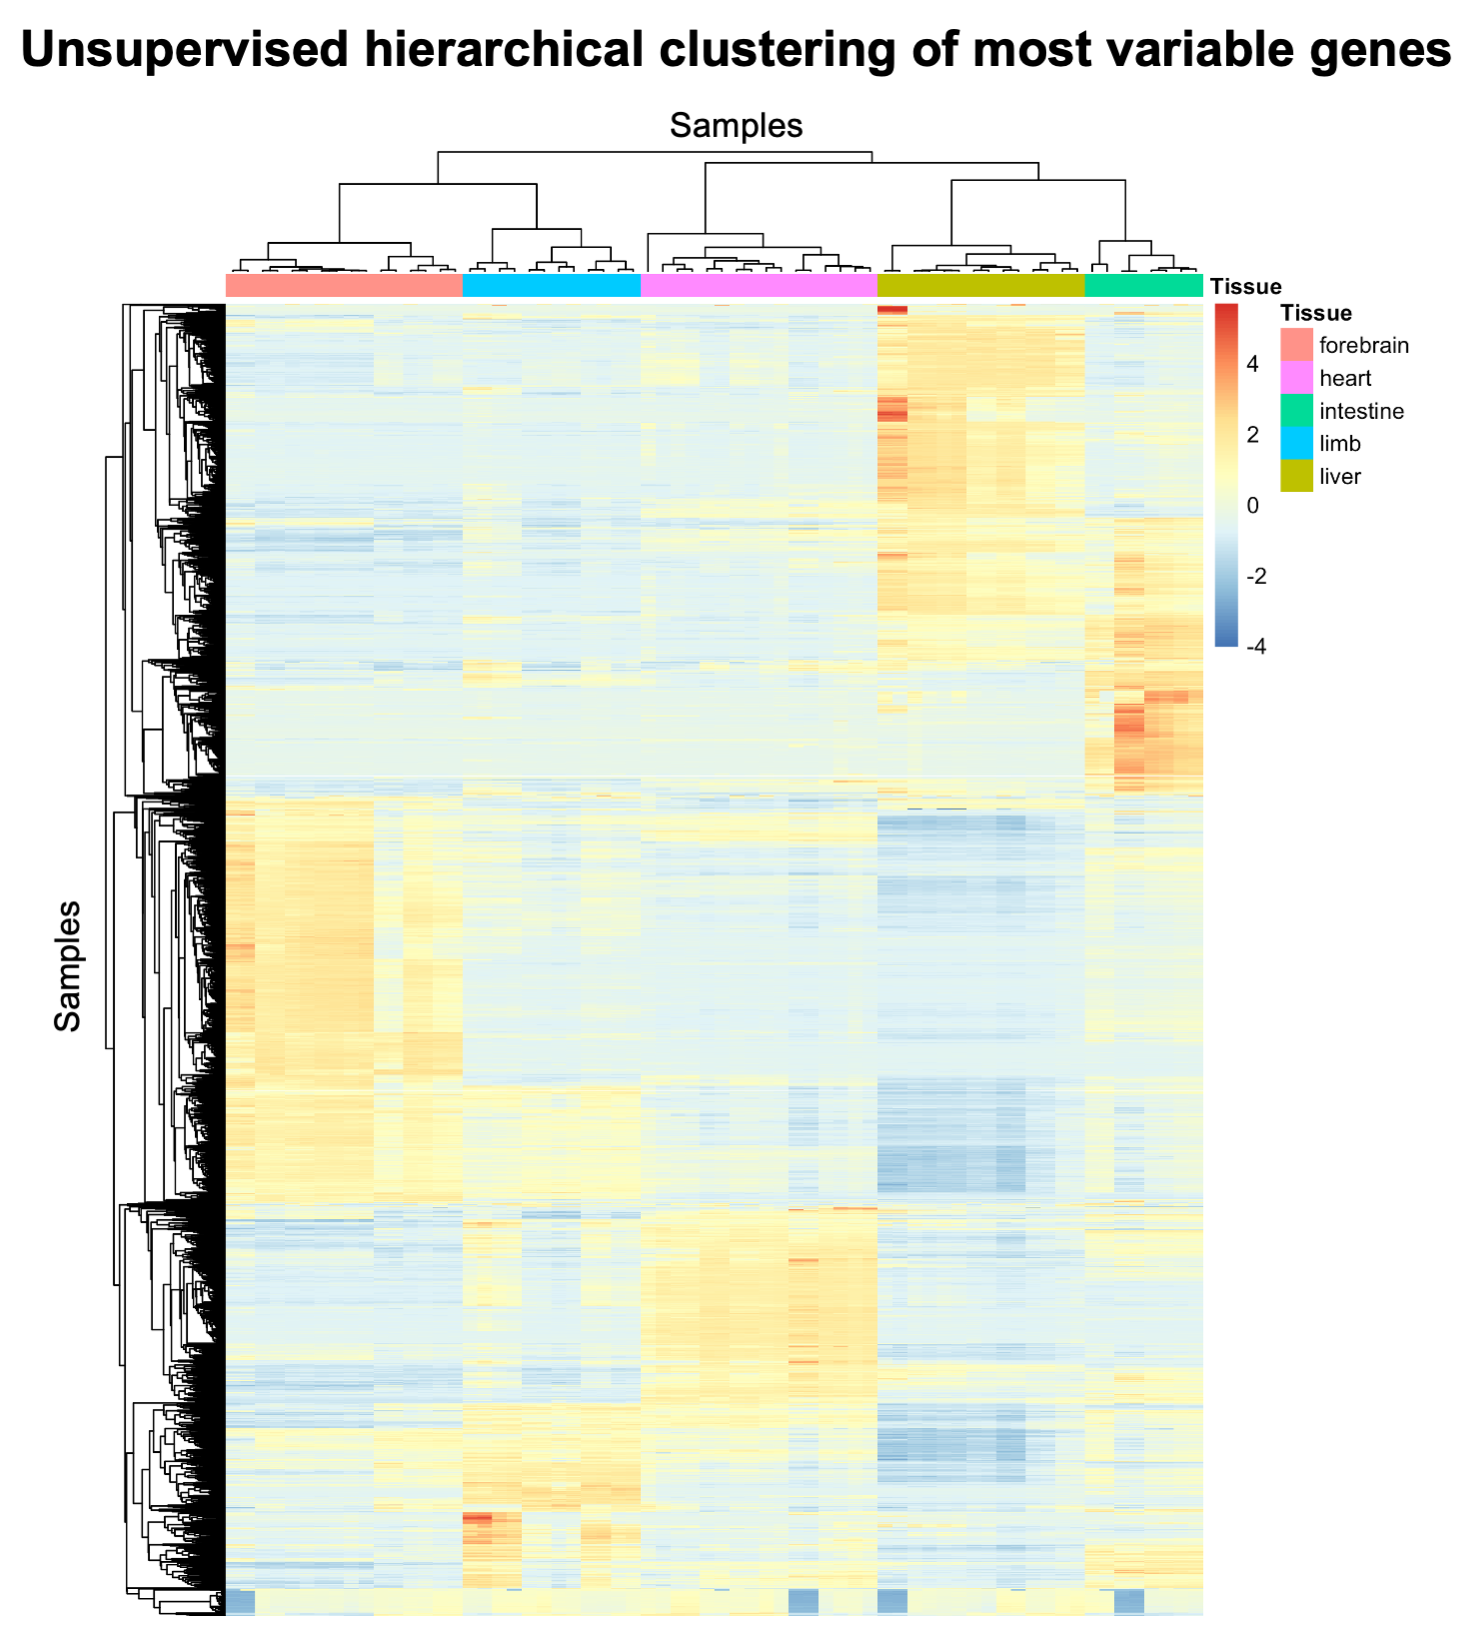 Unsupervised hierarchical clustering of most variable genes
Samples
Tissue
4
2
0
-2
-4
Tissue
forebrain
heart
intestine
limb
liver
Samples